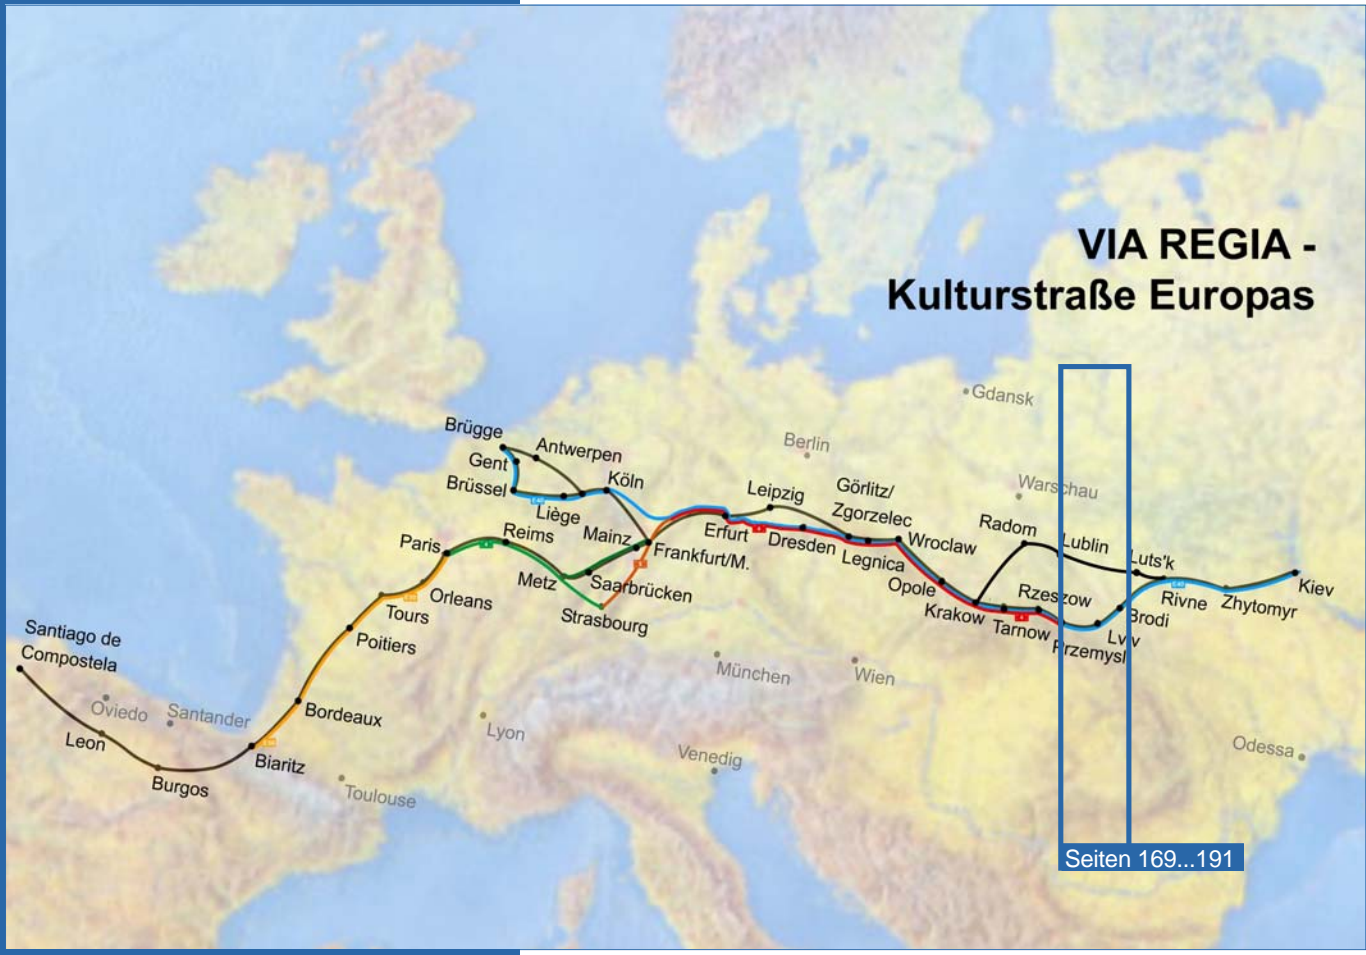 VIA REGIA -
Kulturstraße Europas
Gdansk
Brügge
Antwerpen
Berlin
Gent
Köln
Brüssel
Leipzig
Görlitz/
Zgorzelec
Warschau
Liège
Radom
Lublin
Paris
Reims
Mainz
Frankfurt/M.
Erfurt
Dresden
Legnica
Wroclaw
Luts'k
Metz
Saarbrücken
Opole
Rzeszow
Rivne
Zhytomyr
Kiev
Orleans
Tours
Strasbourg
Krakow
Tarnow
Brodi
Lviv
Przemysl
Santiago de
Compostela
Poitiers
München
Wien
Oviedo
Santander
Bordeaux
Lyon
Leon
Venedig
Odessa
Biaritz
Burgos
Toulouse
Seiten 169...191